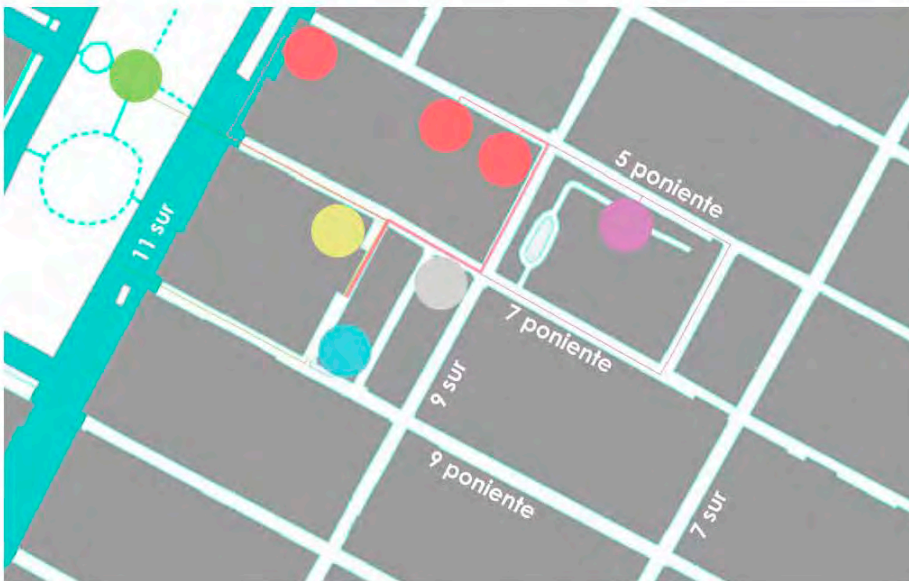 5 poniente
11 sur
7 poniente
9 sur
9 poniente
7 sur